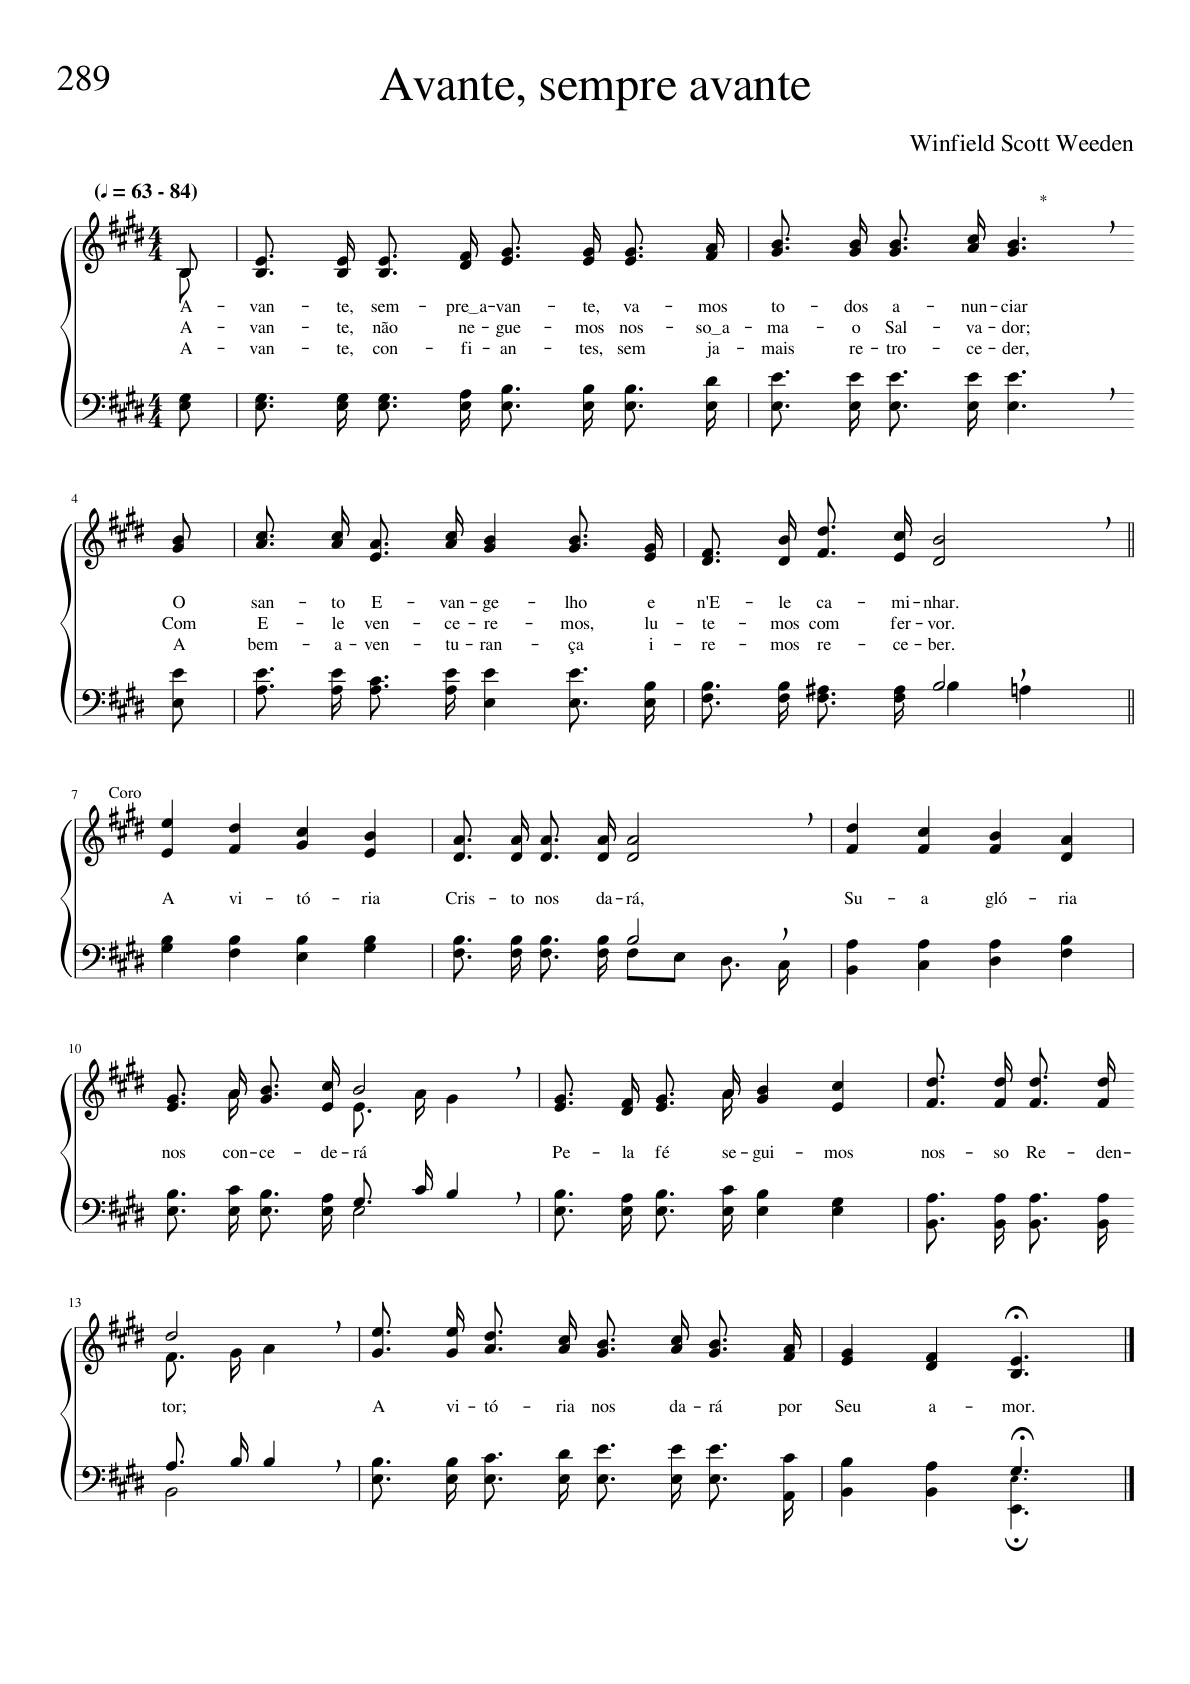 289
Avante, sempre avante
Winfield Scott Weeden
(♩ = 63 - 84)
*
A - van - te, sem - pre_a - van - te, va - mos to - dos a - nun - ciar
A - van - te, não ne - gue - mos nos - so_a - ma - o Sal - va - dor;
A - van - te, con - fi - an - tes, sem ja - mais re - tro - ce - der,
4
O san - to E - van - ge - lho e n'E - le ca - mi - nhar.
Com E - le ven - ce - re - mos, lu - te - mos com fer - vor.
A bem - a - ven - tu - ran - ça i - re - mos re - ce - ber.
7
Coro
A vi - tó - ria Cris - to nos da - rá, Su - a gló - ria
10
nos con - ce - de - rá Pe - la fé se - gui - mos nos - so Re - den -
13
tor; A vi - tó - ria nos da - rá por Seu a - mor.